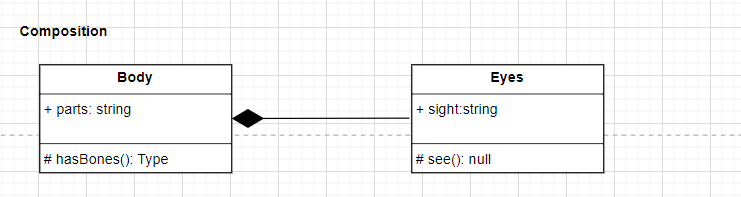 Composition
Body
+ parts: string
# hasBones(): Type
Eyes
+ sight:string
# see(): null